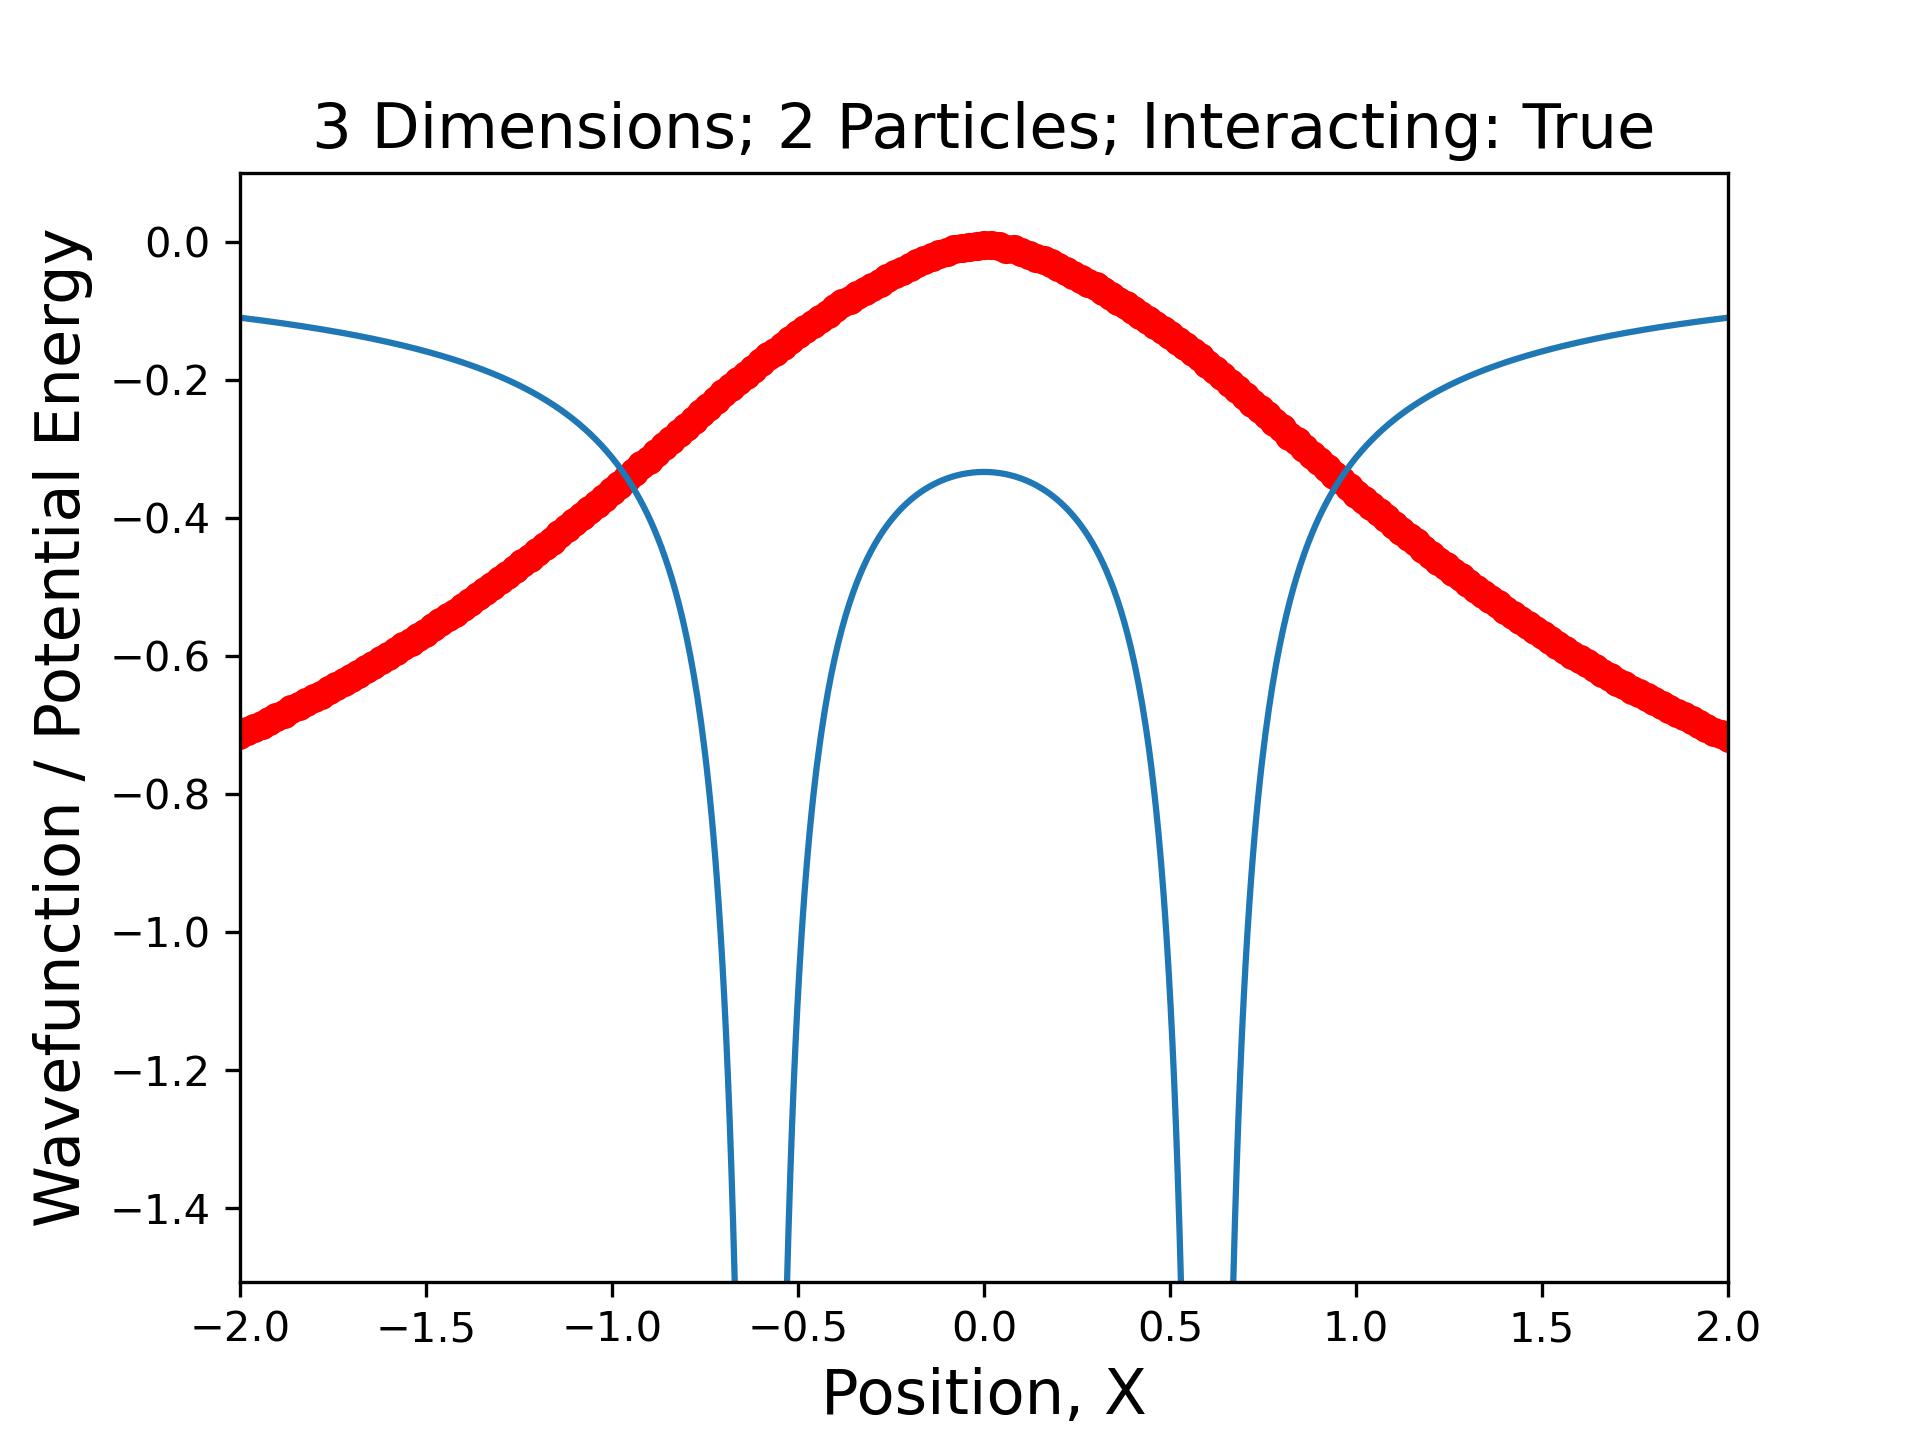 3 Dimensions; 2 Particles; Interacting: True
Wavefunction / Potential Energy
0.0
−0.2
−0.4
−0.6
−0.8
−1.0
−1.2
−1.4
−2.0 −1.5 −1.0 −0.5 0.0 0.5 1.0 1.5 2.0
Position, X